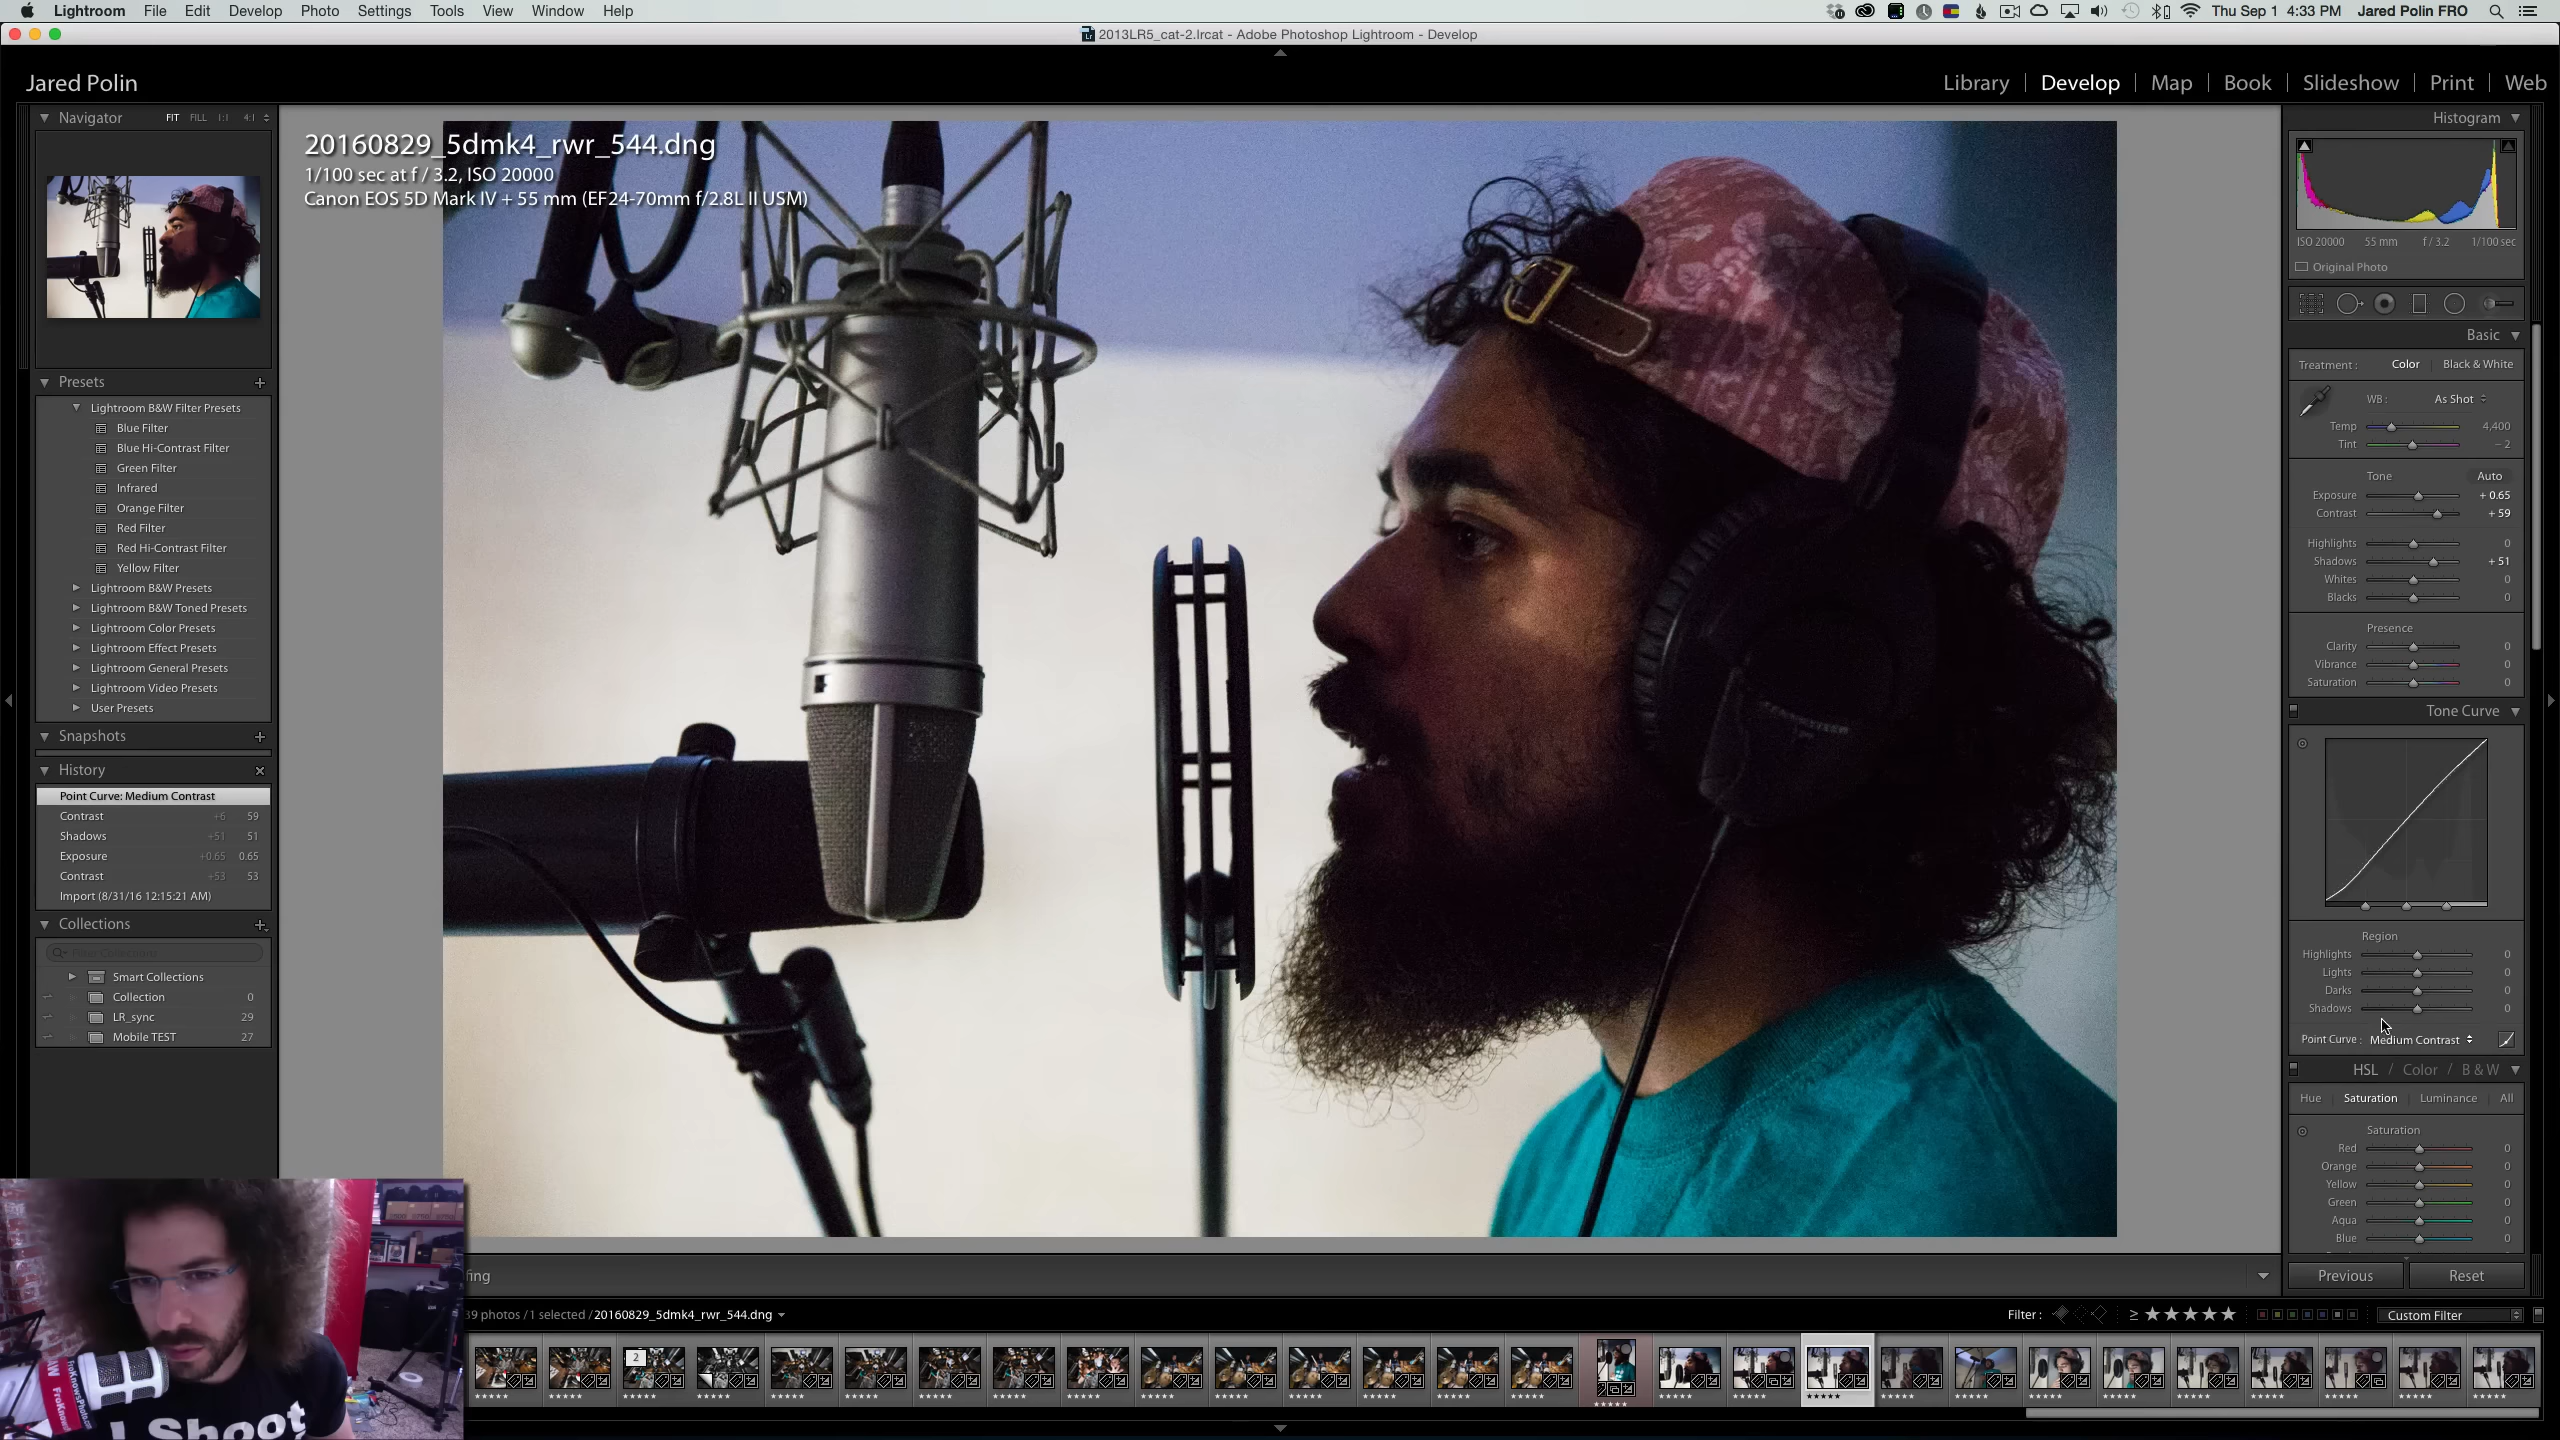 Lightroom File Edit Develop Photo Settings Tools View Window Help
Thu Sep 1 4:33 PM Jared Polin FRO
2013LR5_cat-2.lrcat - Adobe Photoshop Lightroom - Develop
Jared Polin
Library | Develop | Map | Book | Slideshow | Print | Web
Navigator FIT FILL 1:1 4:1
Presets
Lightroom B&W Filter Presets
Blue Filter
Blue Hi-Contrast Filter
Green Filter
Infrared
Orange Filter
Red Filter
Red Hi-Contrast Filter
Yellow Filter
Lightroom B&W Presets
Lightroom B&W Toned Presets
Lightroom Color Presets
Lightroom Effect Presets
Lightroom General Presets
Lightroom Video Presets
User Presets
Snapshots
History
Point Curve: Medium Contrast
Contrast +6 59
Shadows +51 51
Exposure +0.65 0.65
Contrast +53 53
Import (8/31/16 12:15:21 AM)
Collections
Filter Collections
Smart Collections
Collection 0
LR_sync 29
Mobile TEST 27
20160829_5dmk4_rwr_544.dng
1/100 sec at f / 3.2, ISO 20000
Canon EOS 5D Mark IV + 55 mm (EF24-70mm f/2.8L II USM)
Histogram
ISO 20000 55 mm f / 3.2 1/100 sec
Original Photo
Basic
Treatment : Color Black & White
WB : As Shot
Temp 4,400
Tint – 2
Tone Auto
Exposure + 0.65
Contrast + 59
Highlights 0
Shadows + 51
Whites 0
Blacks 0
Presence
Clarity 0
Vibrance 0
Saturation 0
Tone Curve
Region
Highlights 0
Lights 0
Darks 0
Shadows 0
Point Curve : Medium Contrast
HSL / Color / B & W
Hue Saturation Luminance All
Saturation
Red 0
Orange 0
Yellow 0
Green 0
Aqua 0
Blue 0
Previous Reset
fing
39 photos / 1 selected / 20160829_5dmk4_rwr_544.dng
Filter : ≥ ★★★★★ Custom Filter
2
I Shoot